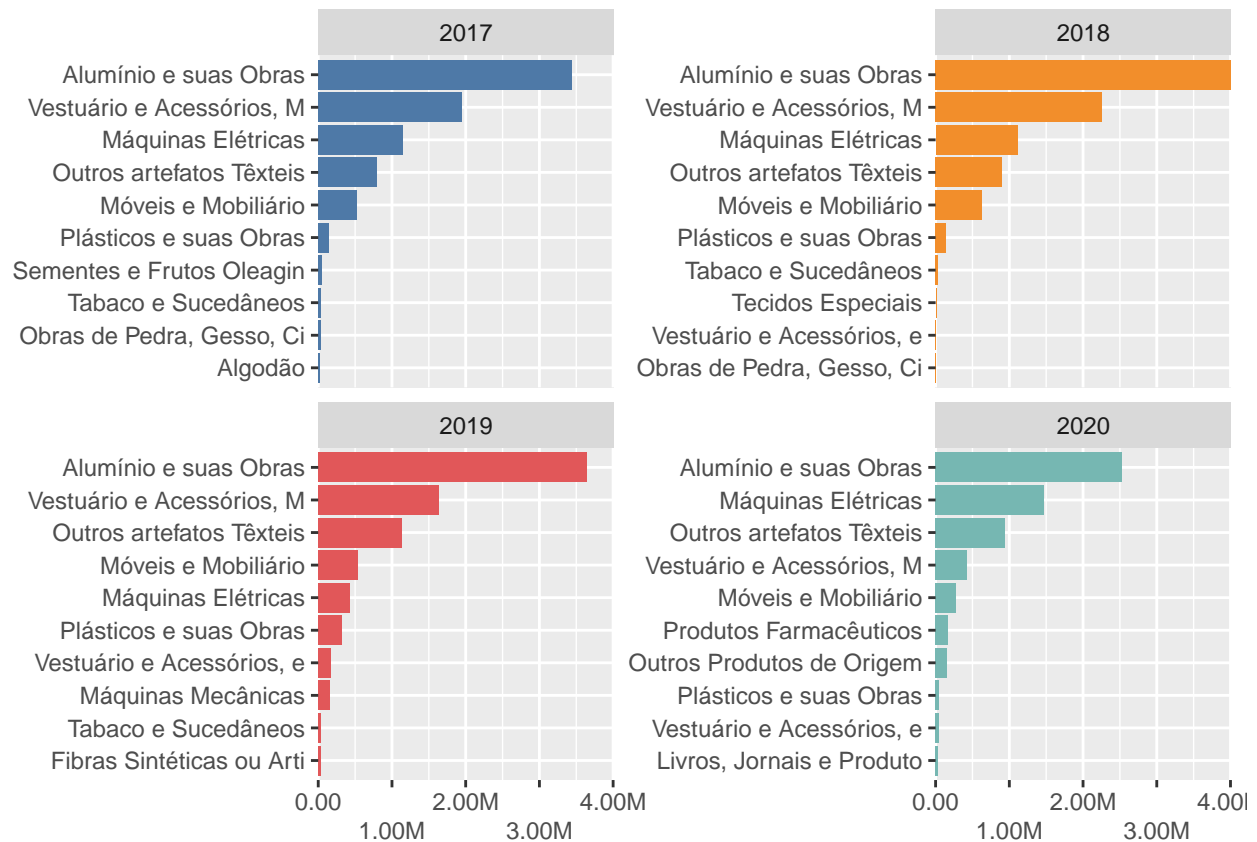 2017
Alumínio e suas Obras
Vestuário e Acessórios, M
Máquinas Elétricas
Outros artefatos Têxteis
Móveis e Mobiliário
Plásticos e suas Obras
Sementes e Frutos Oleagin
Tabaco e Sucedâneos
Obras de Pedra, Gesso, Ci
Algodão
2018
Alumínio e suas Obras
Vestuário e Acessórios, M
Máquinas Elétricas
Outros artefatos Têxteis
Móveis e Mobiliário
Plásticos e suas Obras
Tabaco e Sucedâneos
Tecidos Especiais
Vestuário e Acessórios, e
Obras de Pedra, Gesso, Ci
2019
Alumínio e suas Obras
Vestuário e Acessórios, M
Outros artefatos Têxteis
Móveis e Mobiliário
Máquinas Elétricas
Plásticos e suas Obras
Vestuário e Acessórios, e
Máquinas Mecânicas
Tabaco e Sucedâneos
Fibras Sintéticas ou Arti
0.00 2.00M 4.00M
1.00M 3.00M
2020
Alumínio e suas Obras
Máquinas Elétricas
Outros artefatos Têxteis
Vestuário e Acessórios, M
Móveis e Mobiliário
Produtos Farmacêuticos
Outros Produtos de Origem
Plásticos e suas Obras
Vestuário e Acessórios, e
Livros, Jornais e Produto
0.00 2.00M 4.00
1.00M 3.00M